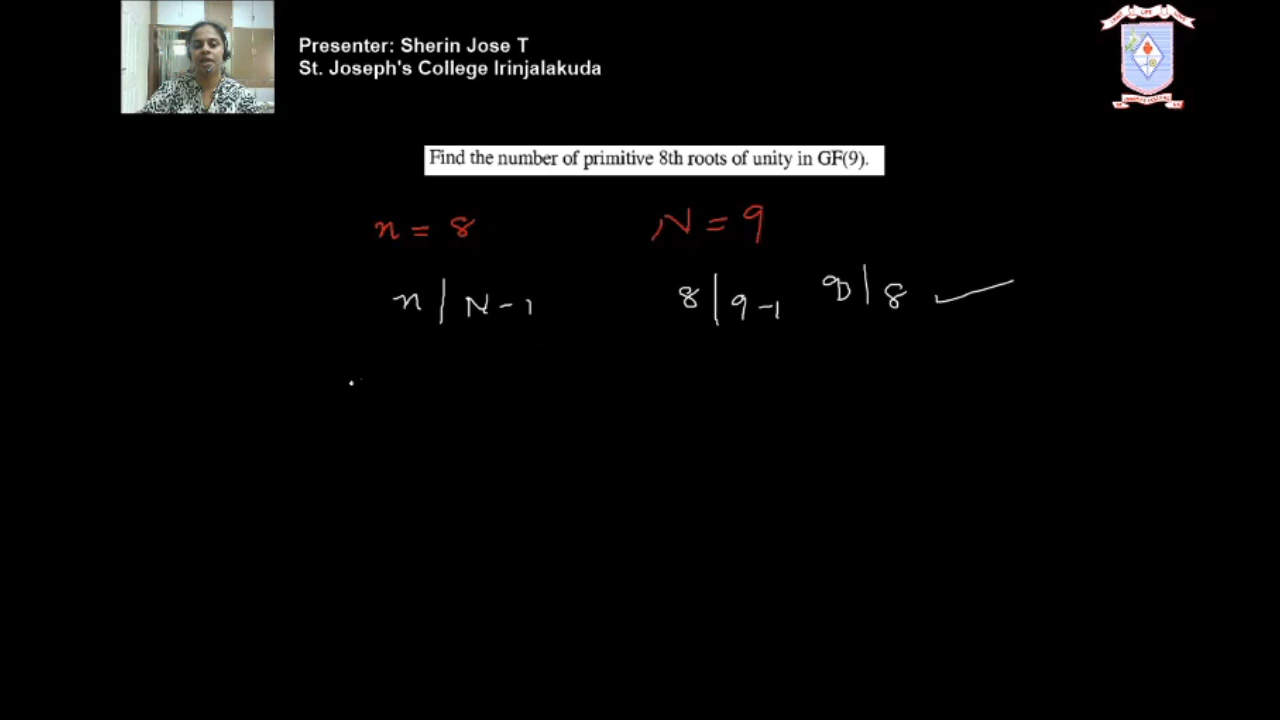 Presenter: Sherin Jose T
St. Joseph's College Irinjalakuda
Find the number of primitive 8th roots of unity in GF(9).
n = 8 N = 9
n | N - 1 8 | 9 - 1 8 | 8